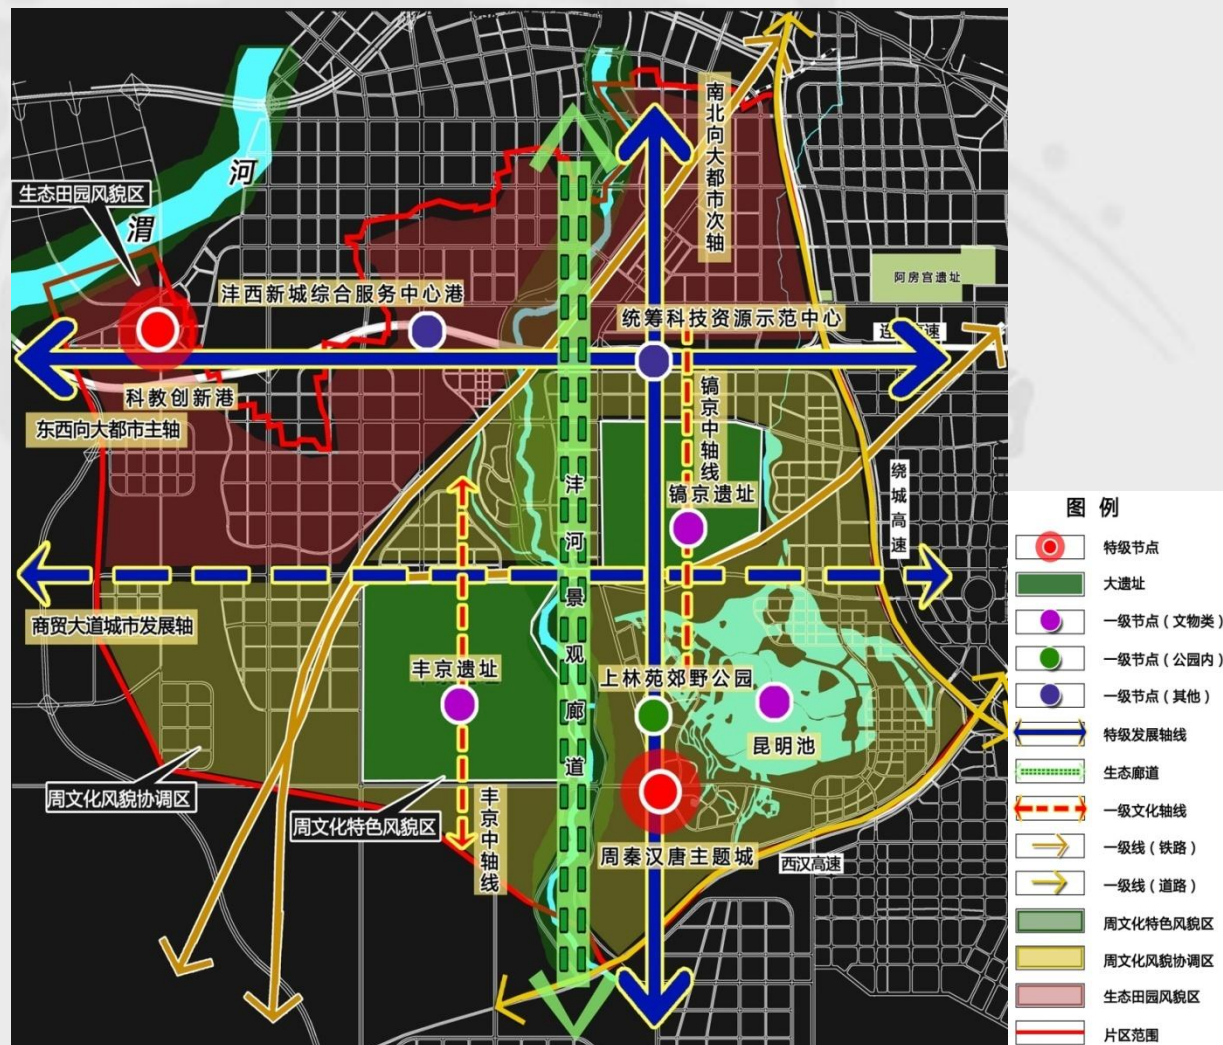 南北向大都市次轴
河
渭
生态田园风貌区
阿房宫遗址
沣西新城综合服务中心港
统筹科技资源示范中心
连
高速
科教创新港
东西向大都市主轴
镐京中轴线
绕城高速
镐京遗址
沣河景观廊道
商贸大道城市发展轴
丰京遗址
上林苑郊野公园
昆明池
周文化风貌协调区
周文化特色风貌区
丰京中轴线
周秦汉唐主题城
西汉高速
图 例
特级节点
大遗址
一级节点（文物类）
一级节点（公园内）
一级节点（其他）
特级发展轴线
生态廊道
一级文化轴线
一级线（铁路）
一级线（道路）
周文化特色风貌区
周文化风貌协调区
生态田园风貌区
片区范围